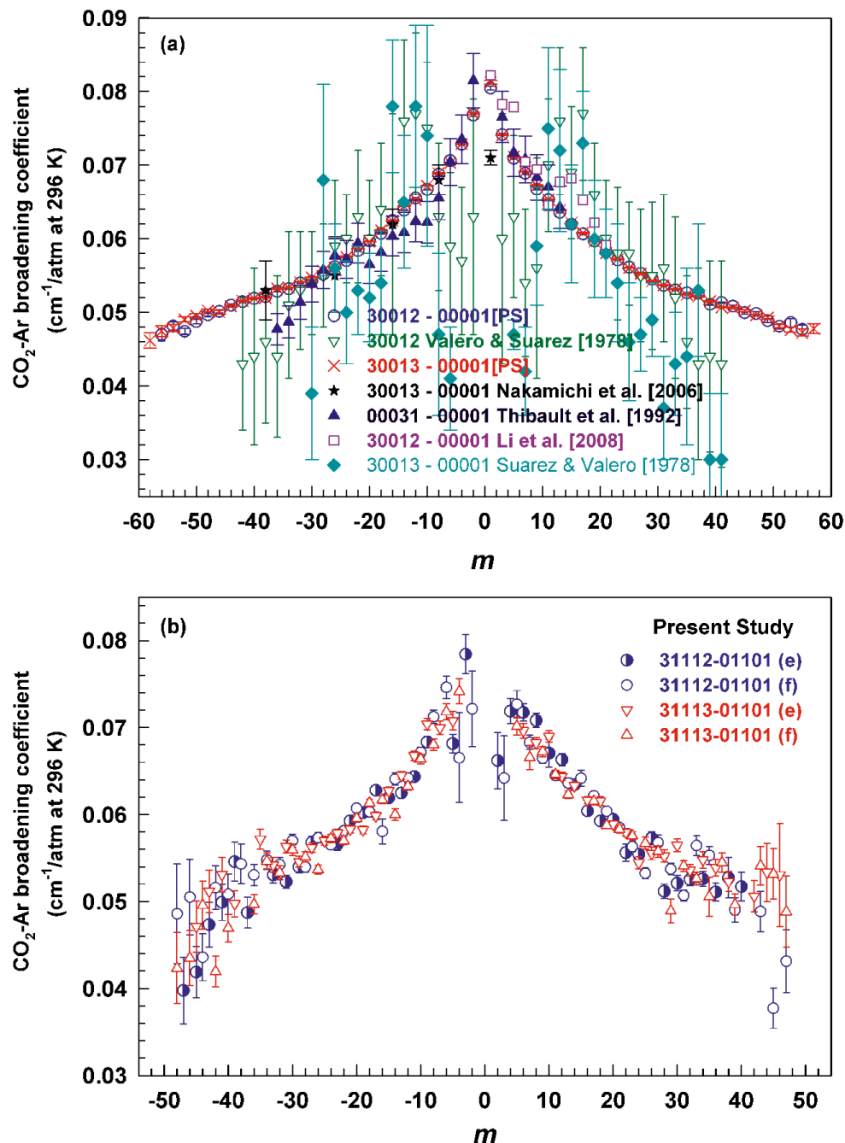 (a)
CO2-Ar broadening coefficient
(cm-1/atm at 296 K)
0.09
0.08
0.07
0.06
0.05
0.04
0.03
30012 - 00001[PS]
30012 Valero & Suarez [1978]
30013 - 00001[PS]
30013 - 00001 Nakamichi et al. [2006]
00031 - 00001 Thibault et al. [1992]
30012 - 00001 Li et al. [2008]
30013 - 00001 Suarez & Valero [1978]
-60 -50 -40 -30 -20 -10 0 10 20 30 40 50 60
m
(b)
CO2-Ar broadening coefficient
(cm-1/atm at 296 K)
0.08
0.07
0.06
0.05
0.04
0.03
Present Study
31112-01101 (e)
31112-01101 (f)
31113-01101 (e)
31113-01101 (f)
-50 -40 -30 -20 -10 0 10 20 30 40 50
m